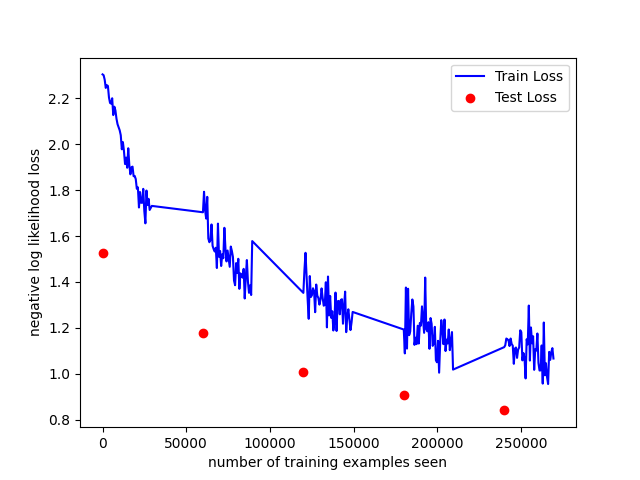 Train Loss
Test Loss
negative log likelihood loss
2.2
2.0
1.8
1.6
1.4
1.2
1.0
0.8
0 50000 100000 150000 200000 250000
number of training examples seen